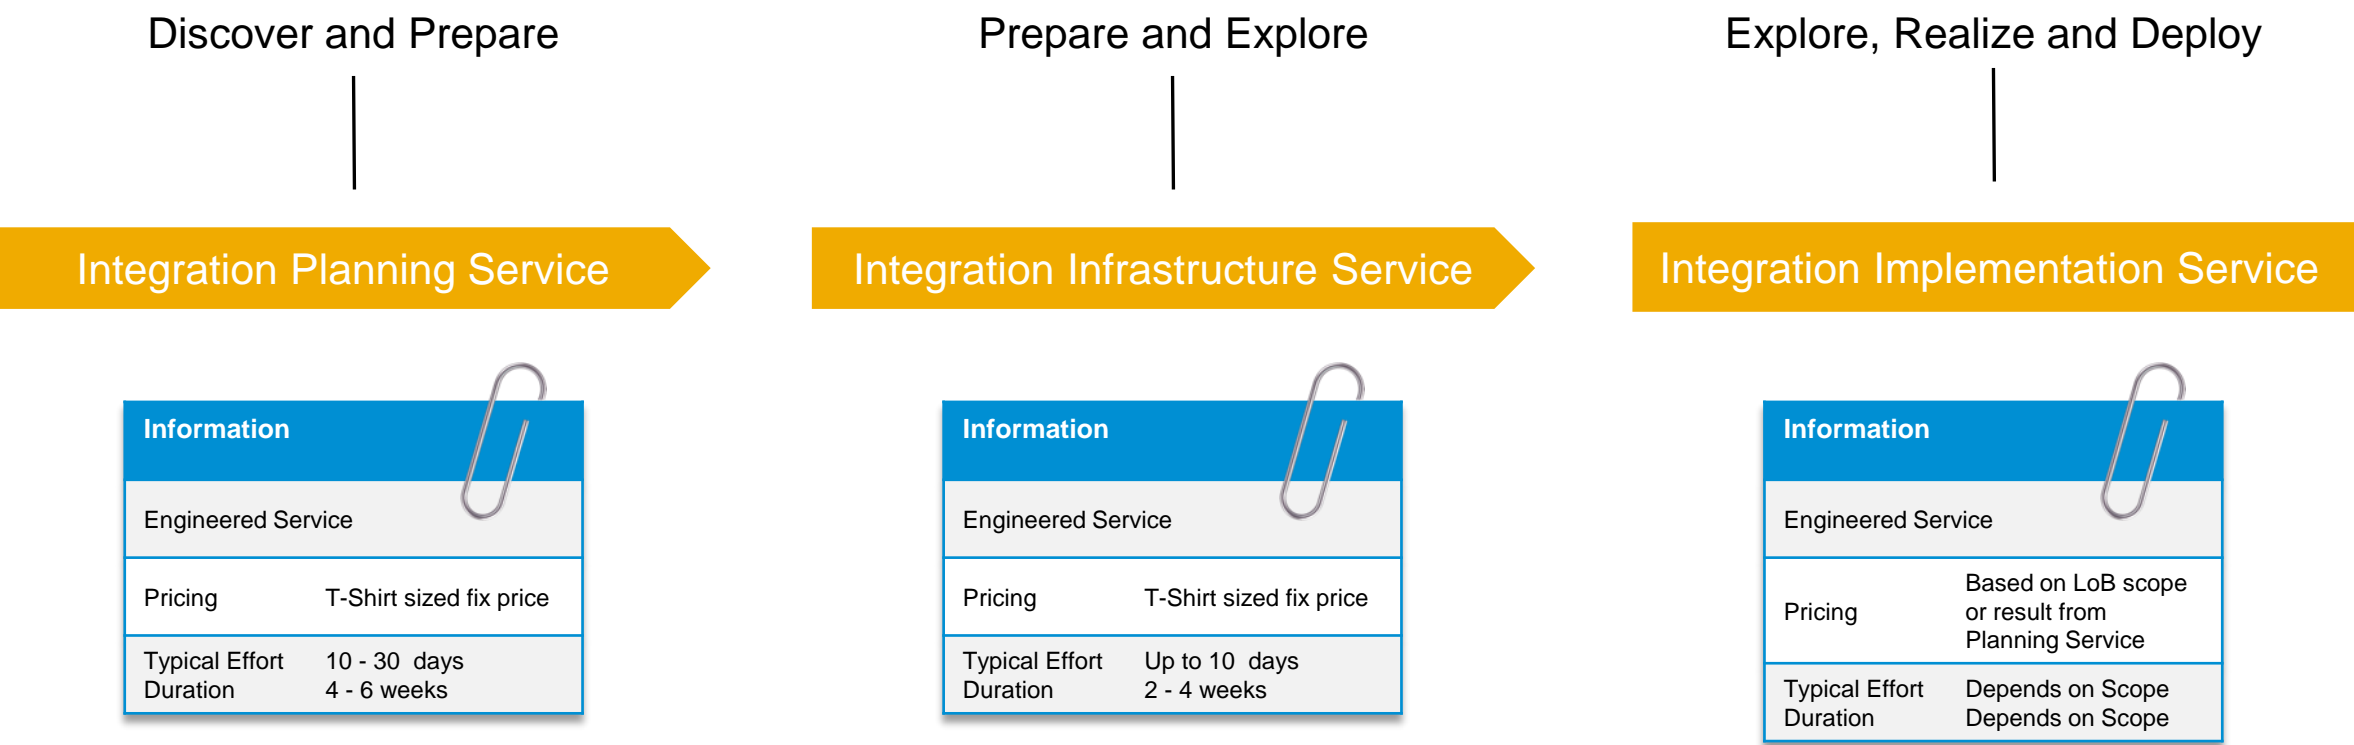 Discover and Prepare
Prepare and Explore
Explore, Realize and Deploy
Integration Planning Service
Integration Infrastructure Service
Integration Implementation Service
Information
Engineered Service
Pricing T-Shirt sized fix price
Typical Effort 10 - 30 days
Duration 4 - 6 weeks
Information
Engineered Service
Pricing T-Shirt sized fix price
Typical Effort Up to 10 days
Duration 2 - 4 weeks
Information
Engineered Service
Pricing
Based on LoB scope
or result from
Planning Service
Typical Effort Depends on Scope
Duration Depends on Scope